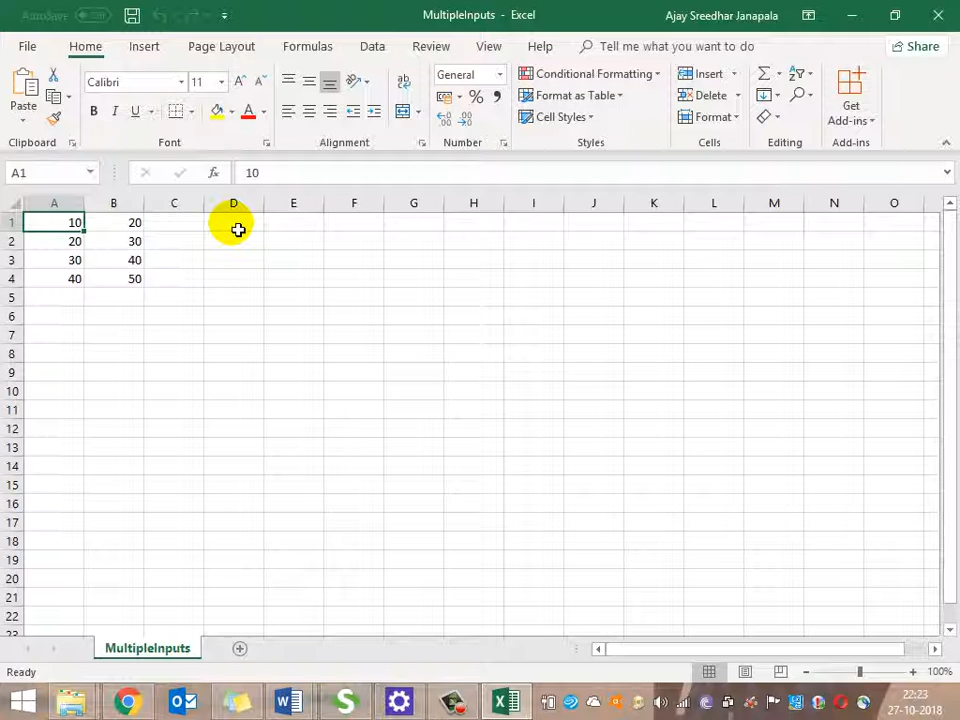 AutoSave Off
MultipleInputs - Excel
Ajay Sreedhar Janapala
File Home Insert Page Layout Formulas Data Review View Help Tell me what you want to do Share
Paste
Calibri 11
B I U A
ab
General
% 9
Conditional Formatting
Format as Table
Cell Styles
Insert
Delete
Format
Get
Add-ins
Clipboard Font Alignment Number Styles Cells Editing Add-ins
A1 fx 10
A B C D E F G H I J K L M N O
1 10 20
2 20 30
3 30 40
4 40 50
5
6
7
8
9
10
11
12
13
14
15
16
17
18
19
20
21
22
23
MultipleInputs
Ready 100%
22:23
27-10-2018